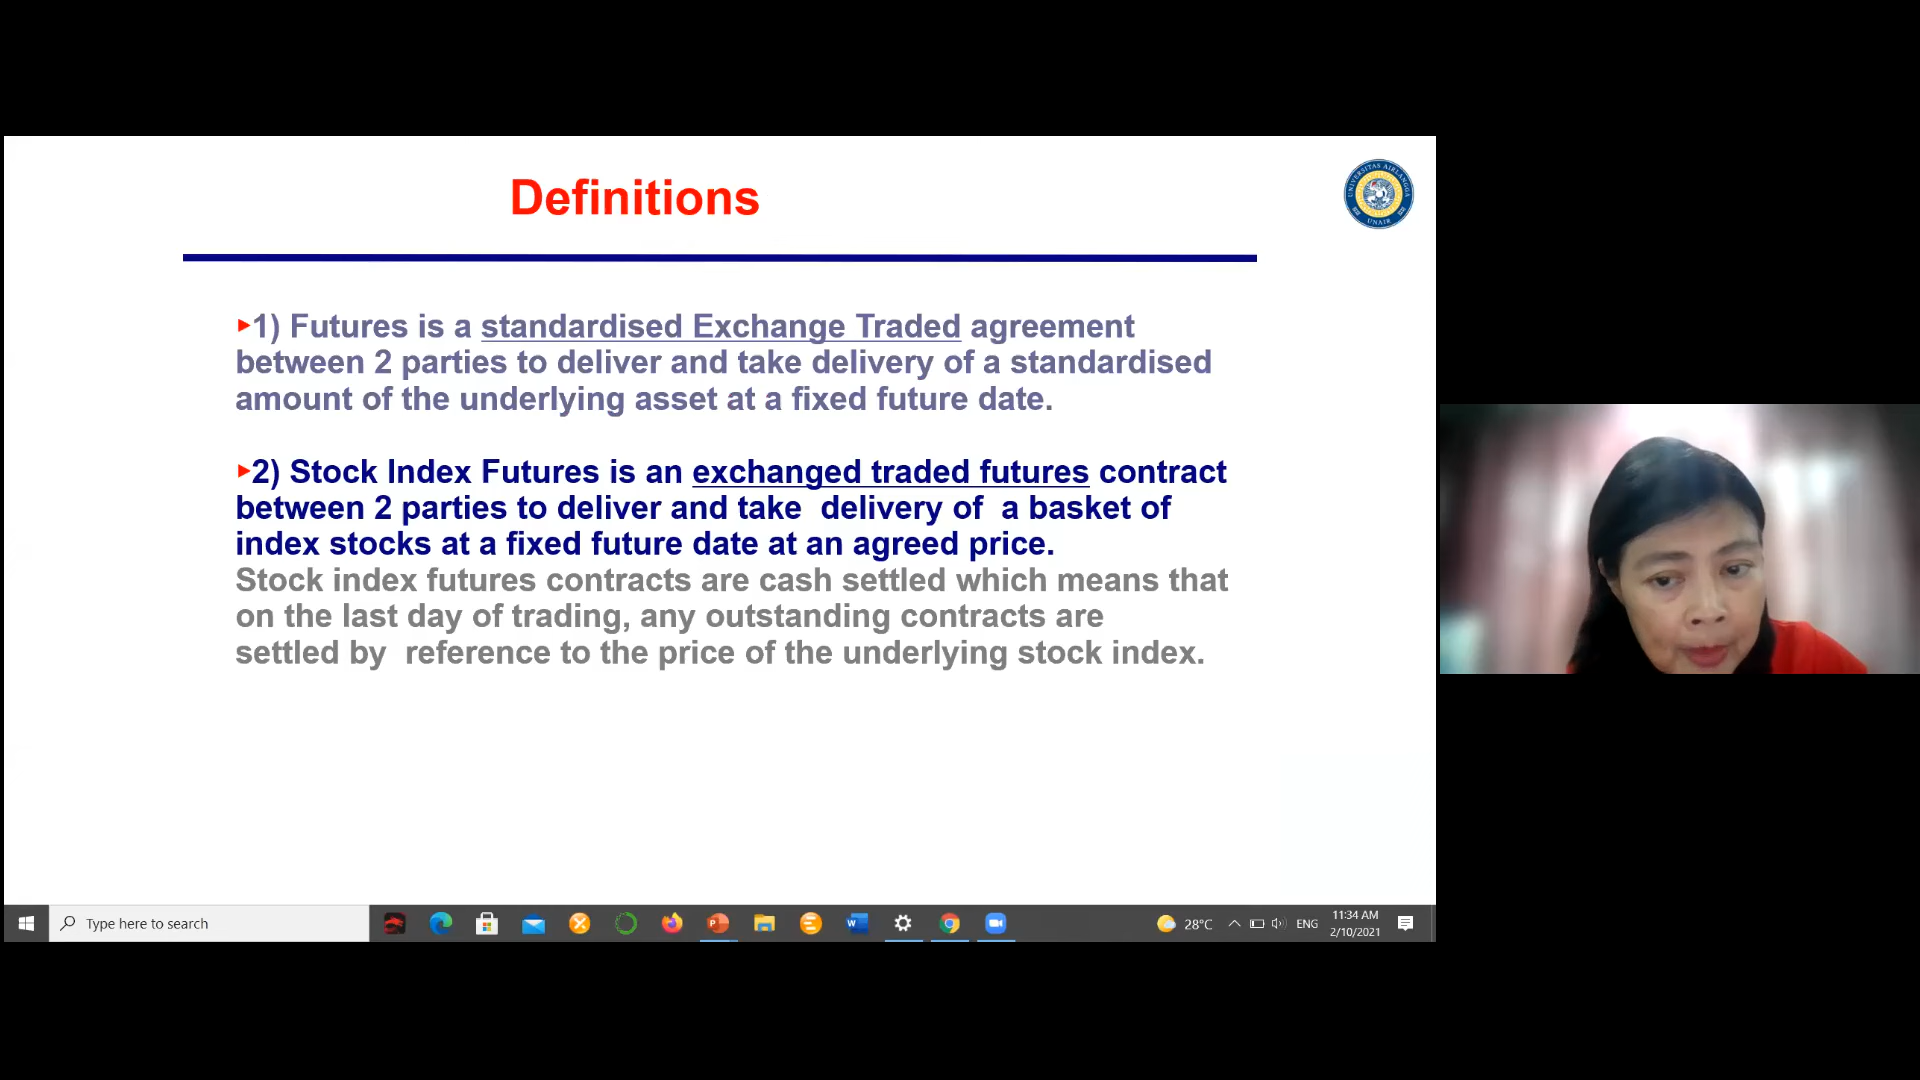 Definitions
UNIVERSITAS AIRLANGGA
UNAIR
1) Futures is a standardised Exchange Traded agreement
between 2 parties to deliver and take delivery of a standardised
amount of the underlying asset at a fixed future date.
2) Stock Index Futures is an exchanged traded futures contract
between 2 parties to deliver and take  delivery of  a basket of
index stocks at a fixed future date at an agreed price.
Stock index futures contracts are cash settled which means that
on the last day of trading, any outstanding contracts are
settled by  reference to the price of the underlying stock index.
Type here to search
28°C
ENG
11:34 AM
2/10/2021